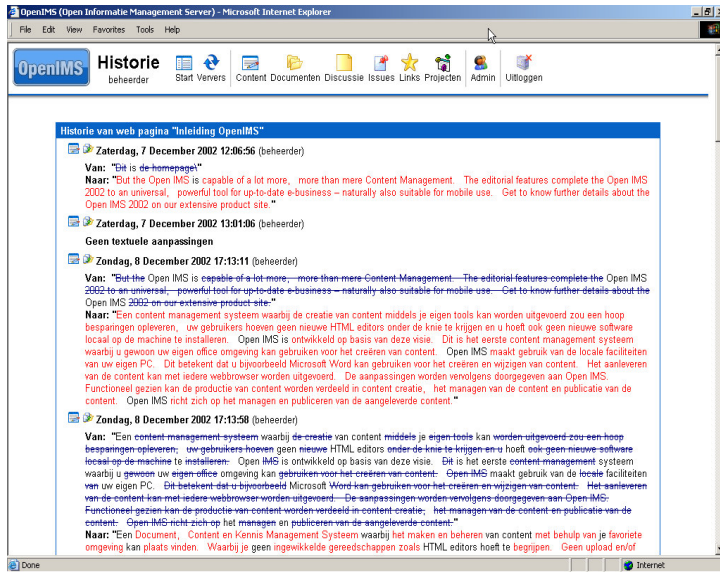 OpenIMS (Open Informatie Management Server) - Microsoft Internet Explorer
File Edit View Favorites Tools Help
OpenIMS Historie
beheerder
Start Ververs Content Documenten Discussie Issues Links Projecten Admin Uitloggen
Historie van web pagina "Inleiding OpenIMS"
Zaterdag, 7 December 2002 12:06:56 (beheerder)
Van: "Dit is de homepage\"
Naar: "But the Open IMS is capable of a lot more, more than mere Content Management. The editorial features complete the Open IMS
2002 to an universal, powerful tool for up-to-date e-business – naturally also suitable for mobile use. Get to know further details about the
Open IMS 2002 on our extensive product site."
Zaterdag, 7 December 2002 13:01:06 (beheerder)
Geen textuele aanpassingen
Zondag, 8 December 2002 17:13:11 (beheerder)
Van: "But the Open IMS is capable of a lot more, more than mere Content Management. The editorial features complete the Open IMS
2002 to an universal, powerful tool for up-to-date e-business – naturally also suitable for mobile use. Get to know further details about the
Open IMS 2002 on our extensive product site."
Naar: "Een content management systeem waarbij de creatie van content middels je eigen tools kan worden uitgevoerd zou een hoop
besparingen opleveren, uw gebruikers hoeven geen nieuwe HTML editors onder de knie te krijgen en u hoeft ook geen nieuwe software
locaal op de machine te installeren. Open IMS is ontwikkeld op basis van deze visie. Dit is het eerste content management systeem
waarbij u gewoon uw eigen office omgeving kan gebruiken voor het creëren van content. Open IMS maakt gebruik van de locale faciliteiten
van uw eigen PC. Dit betekent dat u bijvoorbeeld Microsoft Word kan gebruiken voor het creëren en wijzigen van content. Het aanleveren
van de content kan met iedere webbrowser worden uitgevoerd. De aanpassingen worden vervolgens doorgegeven aan Open IMS.
Functioneel gezien kan de productie van content worden verdeeld in content creatie, het managen van de content en publicatie van de
content. Open IMS richt zich op het managen en publiceren van de aangeleverde content."
Zondag, 8 December 2002 17:13:58 (beheerder)
Van: "Een content management systeem waarbij de creatie van content middels je eigen tools kan worden uitgevoerd zou een hoop
besparingen opleveren, uw gebruikers hoeven geen nieuwe HTML editors onder de knie te krijgen en u hoeft ook geen nieuwe software
locaal op de machine te installeren. Open IMS is ontwikkeld op basis van deze visie. Dit is het eerste content management systeem
waarbij u gewoon uw eigen office omgeving kan gebruiken voor het creëren van content. Open IMS maakt gebruik van de locale faciliteiten
van uw eigen PC. Dit betekent dat u bijvoorbeeld Microsoft Word kan gebruiken voor het creëren en wijzigen van content. Het aanleveren
van de content kan met iedere webbrowser worden uitgevoerd. De aanpassingen worden vervolgens doorgegeven aan Open IMS.
Functioneel gezien kan de productie van content worden verdeeld in content creatie, het managen van de content en publicatie van de
content. Open IMS richt zich op het managen en publiceren van de aangeleverde content."
Naar: "Een Document, Content en Kennis Management Systeem waarbij het maken en beheren van content met behulp van je favoriete
omgeving kan plaats vinden. Waarbij je geen ingewikkelde gereedschappen zoals HTML editors hoeft te begrijpen. Geen upload en/of
Done Internet